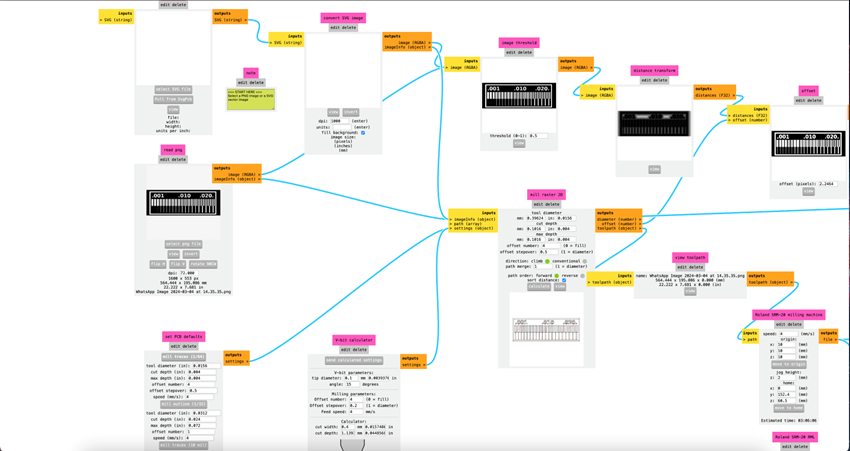 edit delete
inputs
> SVG (string)
outputs
SVG (string) >
select SVG file
view
file:
width:
height:
units per inch:
note
edit delete
>>> START HERE <<<
Select a PNG image or a SVG
vector image
convert SVG image
edit delete
inputs
> SVG (string)
outputs
image (RGBA) >
imageInfo (object) >
view invert
dpi: 1000 (enter)
units: (enter)
fill background:
image size:
(pixels)
(inches)
(mm)
image threshold
edit delete
inputs
> image (RGBA)
outputs
image (RGBA) >
.001 .010 .020.
threshold (0-1): 0.5
view
distance transform
edit delete
inputs
> image (RGBA)
outputs
distances (F32) >
view
offset
edit delete
inputs
> distances (F32)
> offset (number)
.001 .010 .020.
offset (pixels): 2.2464
view
read png
edit delete
outputs
image (RGBA) >
imageInfo (object) >
.001 .010 .020.
select png file
view invert
dpi: 72.000
1600 x 553 px
564.444 x 195.086 mm
22.222 x 7.681 in
WhatsApp Image 2024-03-04 at 14.35.35.png
mill raster 2D
edit delete
inputs
> imageInfo (object)
> path (array)
> settings (object)
outputs
diameter (number) >
offset (number) >
toolpath (object) >
tool diameter
mm: 0.39624 in: 0.0156
cut depth
mm: 0.1016 in: 0.004
max depth
mm: 0.1016 in: 0.004
offset number: 4 (0 = fill)
offset stepover: 0.5 (1 = diameter)
direction: climb conventional
path merge: 1 (1 = diameter)
path order: forward reverse
sort distance:
calculate view
view toolpath
edit delete
inputs
> toolpath (object)
name: WhatsApp Image 2024-03-04 at 14.35.35.png
564.444 x 195.086 x 0.000 (mm)
22.222 x 7.681 x 0.000 (in)
view
outputs
toolpath (object) >
Roland SRM-20 milling machine
edit delete
inputs
> path
outputs
file >
speed: 4 (mm/s)
origin:
x: 10 (mm)
y: 10 (mm)
z: 10 (mm)
move to origin
jog height:
z: 2 (mm)
home:
x: 0 (mm)
y: 152.4 (mm)
z: 60.5 (mm)
move to home
Estimated time: 03:06:06
Roland SRM-20 RML
edit delete
set PCB defaults
edit delete
outputs
settings >
mill traces (1/64)
tool diameter (in): 0.0156
cut depth (in): 0.004
max depth (in): 0.004
offset number: 4
offset stepover: 0.5
speed (mm/s): 4
mill outline (1/32)
tool diameter (in): 0.0312
cut depth (in): 0.024
max depth (in): 0.072
offset number: 1
speed (mm/s): 4
mill traces (10 mil)
V-bit calculator
edit delete
outputs
settings >
send calculated settings
V-bit parameters:
tip diameter: 0.1 mm 0.0039370 in
angle: 15 degrees
Milling parameters:
Offset number: 4 (0 = fill)
Offset stepover: 0.2 (1 = diameter)
Feed speed: 4 mm/s
Calculator
cut width: 0.4 mm 0.015748( in
cut depth: 1.139( mm 0.044856( in